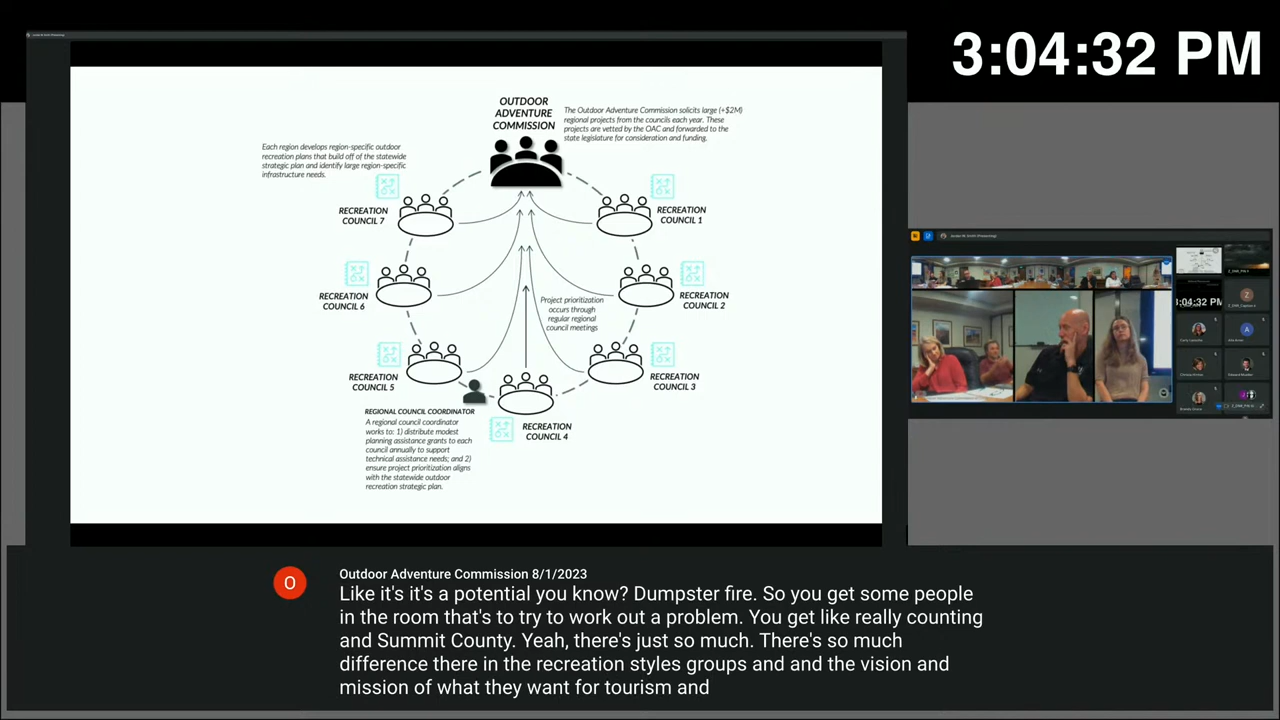 3:04:32 PM
OUTDOOR
ADVENTURE
COMMISSION
The Outdoor Adventure Commission solicits large (+$2M)
regional projects from the councils each year. These
projects are vetted by the OAC and forwarded to the
state legislature for consideration and funding.
Each region develops region-specific outdoor
recreation plans that build off of the statewide
strategic plan and identify large region-specific
infrastructure needs.
RECREATION
COUNCIL 7
RECREATION
COUNCIL 1
RECREATION
COUNCIL 6
RECREATION
COUNCIL 2
Project prioritization
occurs through
regular regional
council meetings
RECREATION
COUNCIL 5
RECREATION
COUNCIL 3
REGIONAL COUNCIL COORDINATOR
A regional council coordinator
works to: 1) distribute modest
planning assistance grants to each
council annually to support
technical assistance needs; and 2)
ensure project prioritization aligns
with the statewide outdoor
recreation strategic plan.
RECREATION
COUNCIL 4
04:32 PM
O
Outdoor Adventure Commission 8/1/2023
Like it's it's a potential you know? Dumpster fire. So you get some people
in the room that's to try to work out a problem. You get like really counting
and Summit County. Yeah, there's just so much. There's so much
difference there in the recreation styles groups and and the vision and
mission of what they want for tourism and